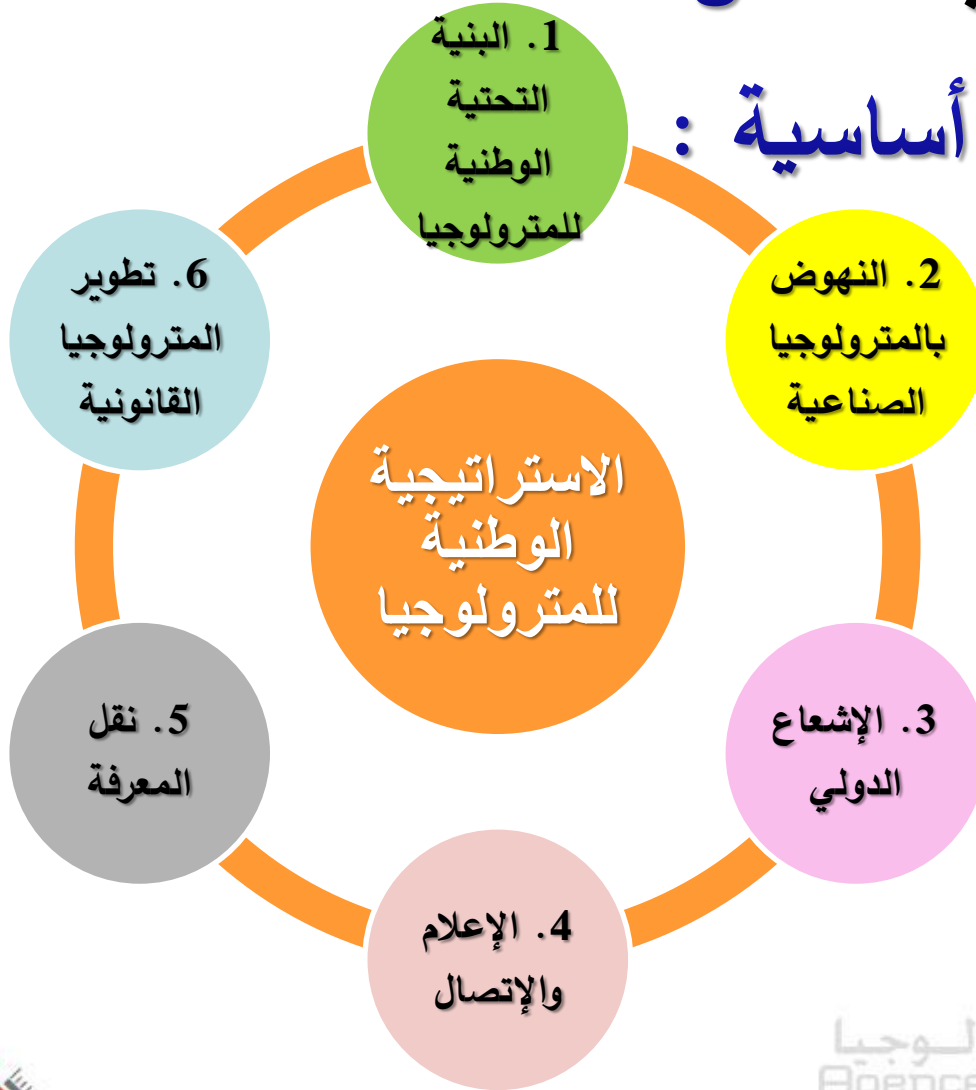 أساسية :
1. البنية
التحتية
الوطنية
للمترولوجيا
2. النهوض
بالمترولوجيا
الصناعية
3. الإشعاع
الدولي
4. الإعلام
والإتصال
5. نقل
المعرفة
6. تطوير
المترولوجيا
القانونية
الاستراتيجية
الوطنية
للمترولوجيا